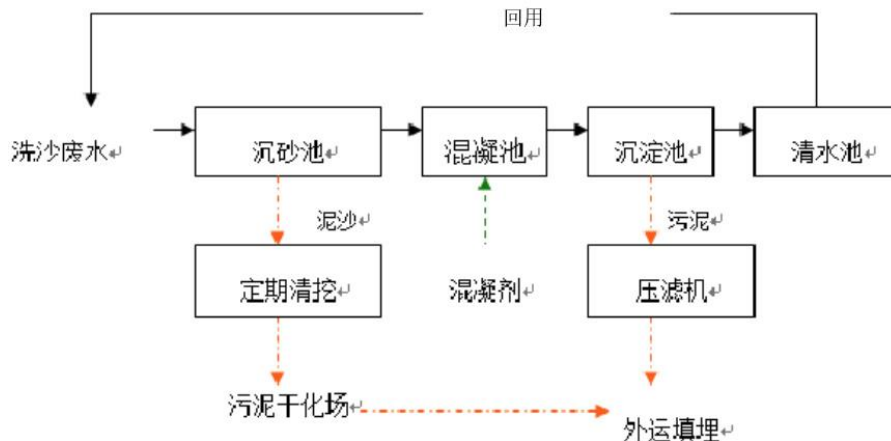 回用
洗沙废水
沉砂池
混凝池
沉淀池
清水池
泥沙
污泥
定期清挖
混凝剂
压滤机
污泥干化场
外运填埋